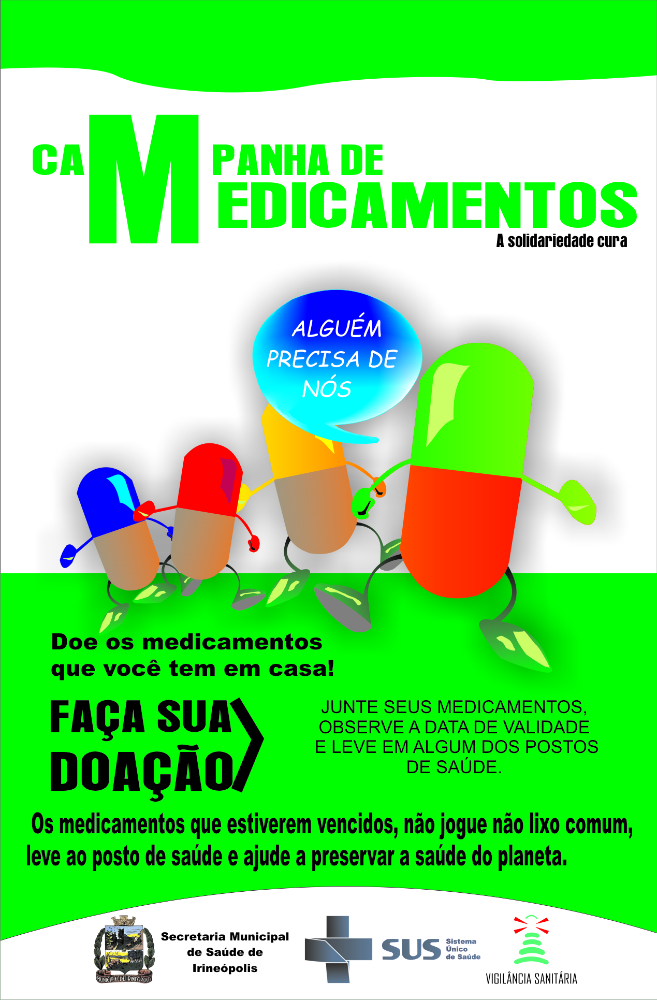 CAMPANHA DE
MEDICAMENTOS
A solidariedade cura
ALGUÉM
PRECISA DE
NÓS
Doe os medicamentos
que você tem em casa!
FAÇA SUA
DOAÇÃO
JUNTE SEUS MEDICAMENTOS,
OBSERVE A DATA DE VALIDADE
E LEVE EM ALGUM DOS POSTOS
DE SAÚDE.
Os medicamentos que estiverem vencidos, não jogue não lixo comum,
leve ao posto de saúde e ajude a preservar a saúde do planeta.
MUNICIPIO DE IRINEÓPOLIS
Secretaria Municipal
de Saúde de
Irineópolis
SUS
Sistema
Único
de Saúde
VIGILÂNCIA SANITÁRIA